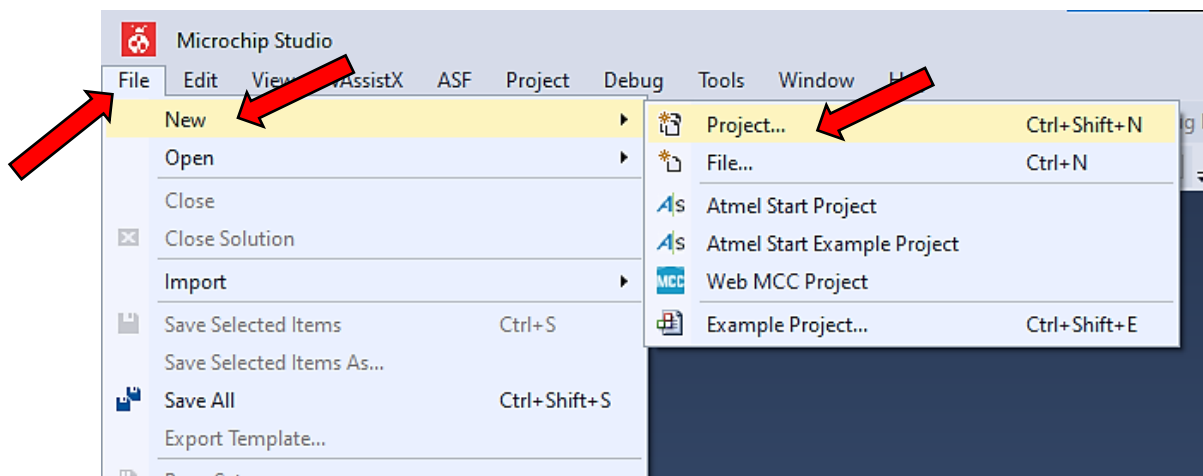 Microchip Studio
File Edit View AssistX ASF Project Debug Tools Window
New
Open
Close
Close Solution
Import
Save Selected Items Ctrl+S
Save Selected Items As...
Save All Ctrl+Shift+S
Export Template...
Project... Ctrl+Shift+N
File... Ctrl+N
Atmel Start Project
Atmel Start Example Project
MCC Web MCC Project
Example Project... Ctrl+Shift+E